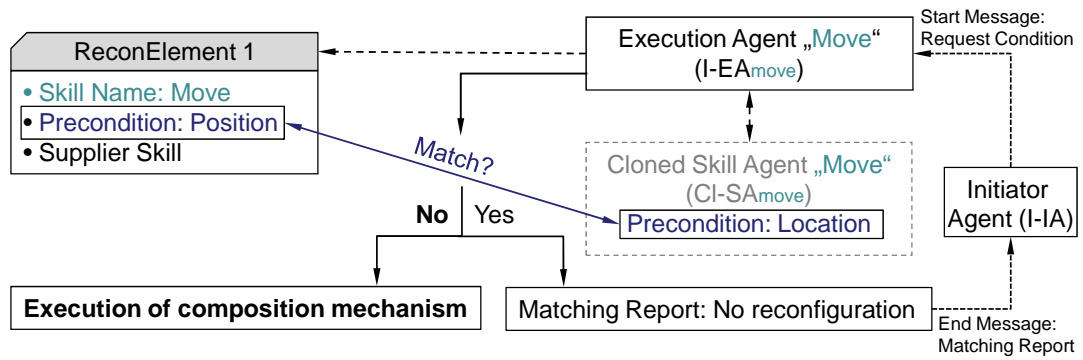 ReconElement 1
• Skill Name: Move
• Precondition: Position
• Supplier Skill
Execution Agent „Move“
(I-EAmove)
Start Message:
Request Condition
Match?
Cloned Skill Agent „Move“
(Cl-SAmove)
Precondition: Location
Initiator
Agent (I-IA)
No Yes
Execution of composition mechanism
Matching Report: No reconfiguration
End Message:
Matching Report